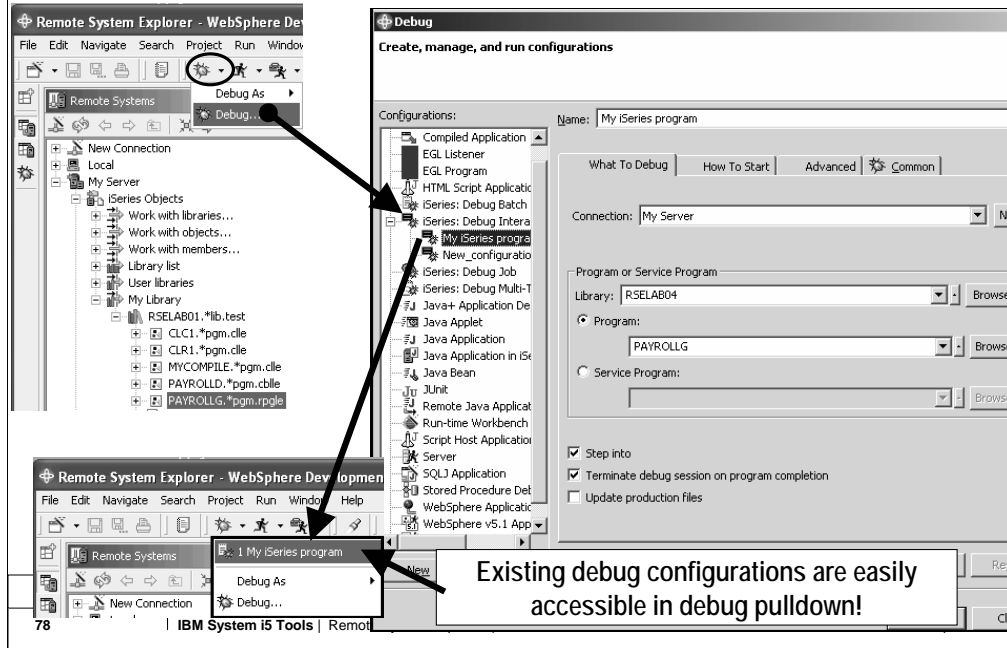 Remote System Explorer - WebSphere Dev
File Edit Navigate Search Project Run Window
Debug As
Debug...
Remote Systems
New Connection
Local
My Server
iSeries Objects
Work with libraries...
Work with objects...
Work with members...
Library list
User libraries
My Library
RSELAB01.*lib.test
CLC1.*pgm.clle
CLR1.*pgm.clle
MYCOMPILE.*pgm.clle
PAYROLLD.*pgm.cblle
PAYROLLG.*pgm.rpgle
Debug
Create, manage, and run configurations
Configurations:
Compiled Application
EGL Listener
EGL Program
HTML Script Applicatic
iSeries: Debug Batch
iSeries: Debug Intera
My iSeries progra
New_configuratio
iSeries: Debug Job
iSeries: Debug Multi-T
Java+ Application De
Java Applet
Java Application
Java Application in iSe
Java Bean
JUnit
Remote Java Applicat
Run-time Workbench
Script Host Applicatior
Server
SQLJ Application
Stored Procedure Det
WebSphere Applicatic
WebSphere v5.1 App
New
Name: My iSeries program
What To Debug How To Start Advanced Common
Connection: My Server
Program or Service Program
Library: RSELAB04 Browse
Program:
PAYROLLG Browse
Service Program:
Browse
Step into
Terminate debug session on program completion
Update production files
Re
Cl
Remote System Explorer - WebSphere Developmen
File Edit Navigate Search Project Run Window Help
Remote Systems
New Connection
1 My iSeries program
Debug As
Debug...
Existing debug configurations are easily
accessible in debug pulldown!
78 | IBM System i5 Tools | Remot